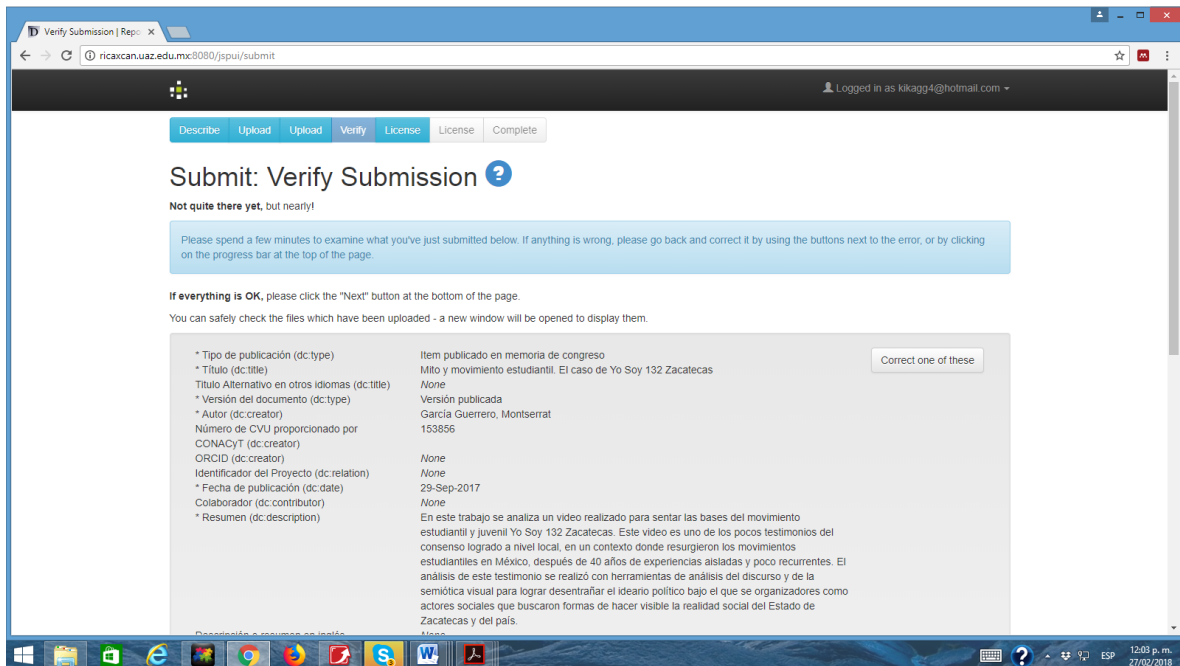 Verify Submission | Repo
ricaxcan.uaz.edu.mx:8080/jspui/submit
Logged in as kikagg4@hotmail.com
Describe Upload Upload Verify License License Complete
Submit: Verify Submission ?
Not quite there yet, but nearly!
Please spend a few minutes to examine what you've just submitted below. If anything is wrong, please go back and correct it by using the buttons next to the error, or by clicking
on the progress bar at the top of the page.
If everything is OK, please click the "Next" button at the bottom of the page.
You can safely check the files which have been uploaded - a new window will be opened to display them.
* Tipo de publicación (dc:type) Item publicado en memoria de congreso Correct one of these
* Título (dc:title) Mito y movimiento estudiantil. El caso de Yo Soy 132 Zacatecas
Titulo Alternativo en otros idiomas (dc:title) None
* Versión del documento (dc:type) Versión publicada
* Autor (dc:creator) García Guerrero, Montserrat
Número de CVU proporcionado por 153856
CONACyT (dc:creator)
ORCID (dc:creator) None
Identificador del Proyecto (dc:relation) None
* Fecha de publicación (dc:date) 29-Sep-2017
Colaborador (dc:contributor) None
* Resumen (dc:description) En este trabajo se analiza un video realizado para sentar las bases del movimiento
estudiantil y juvenil Yo Soy 132 Zacatecas. Este video es uno de los pocos testimonios del
consenso logrado a nivel local, en un contexto donde resurgieron los movimientos
estudiantiles en México, después de 40 años de experiencias aisladas y poco recurrentes. El
análisis de este testimonio se realizó con herramientas de análisis del discurso y de la
semiótica visual para lograr desentrañar el ideario político bajo el que se organizadores como
actores sociales que buscaron formas de hacer visible la realidad social del Estado de
Zacatecas y del país.
ESP 12:03 p. m.
27/02/2018